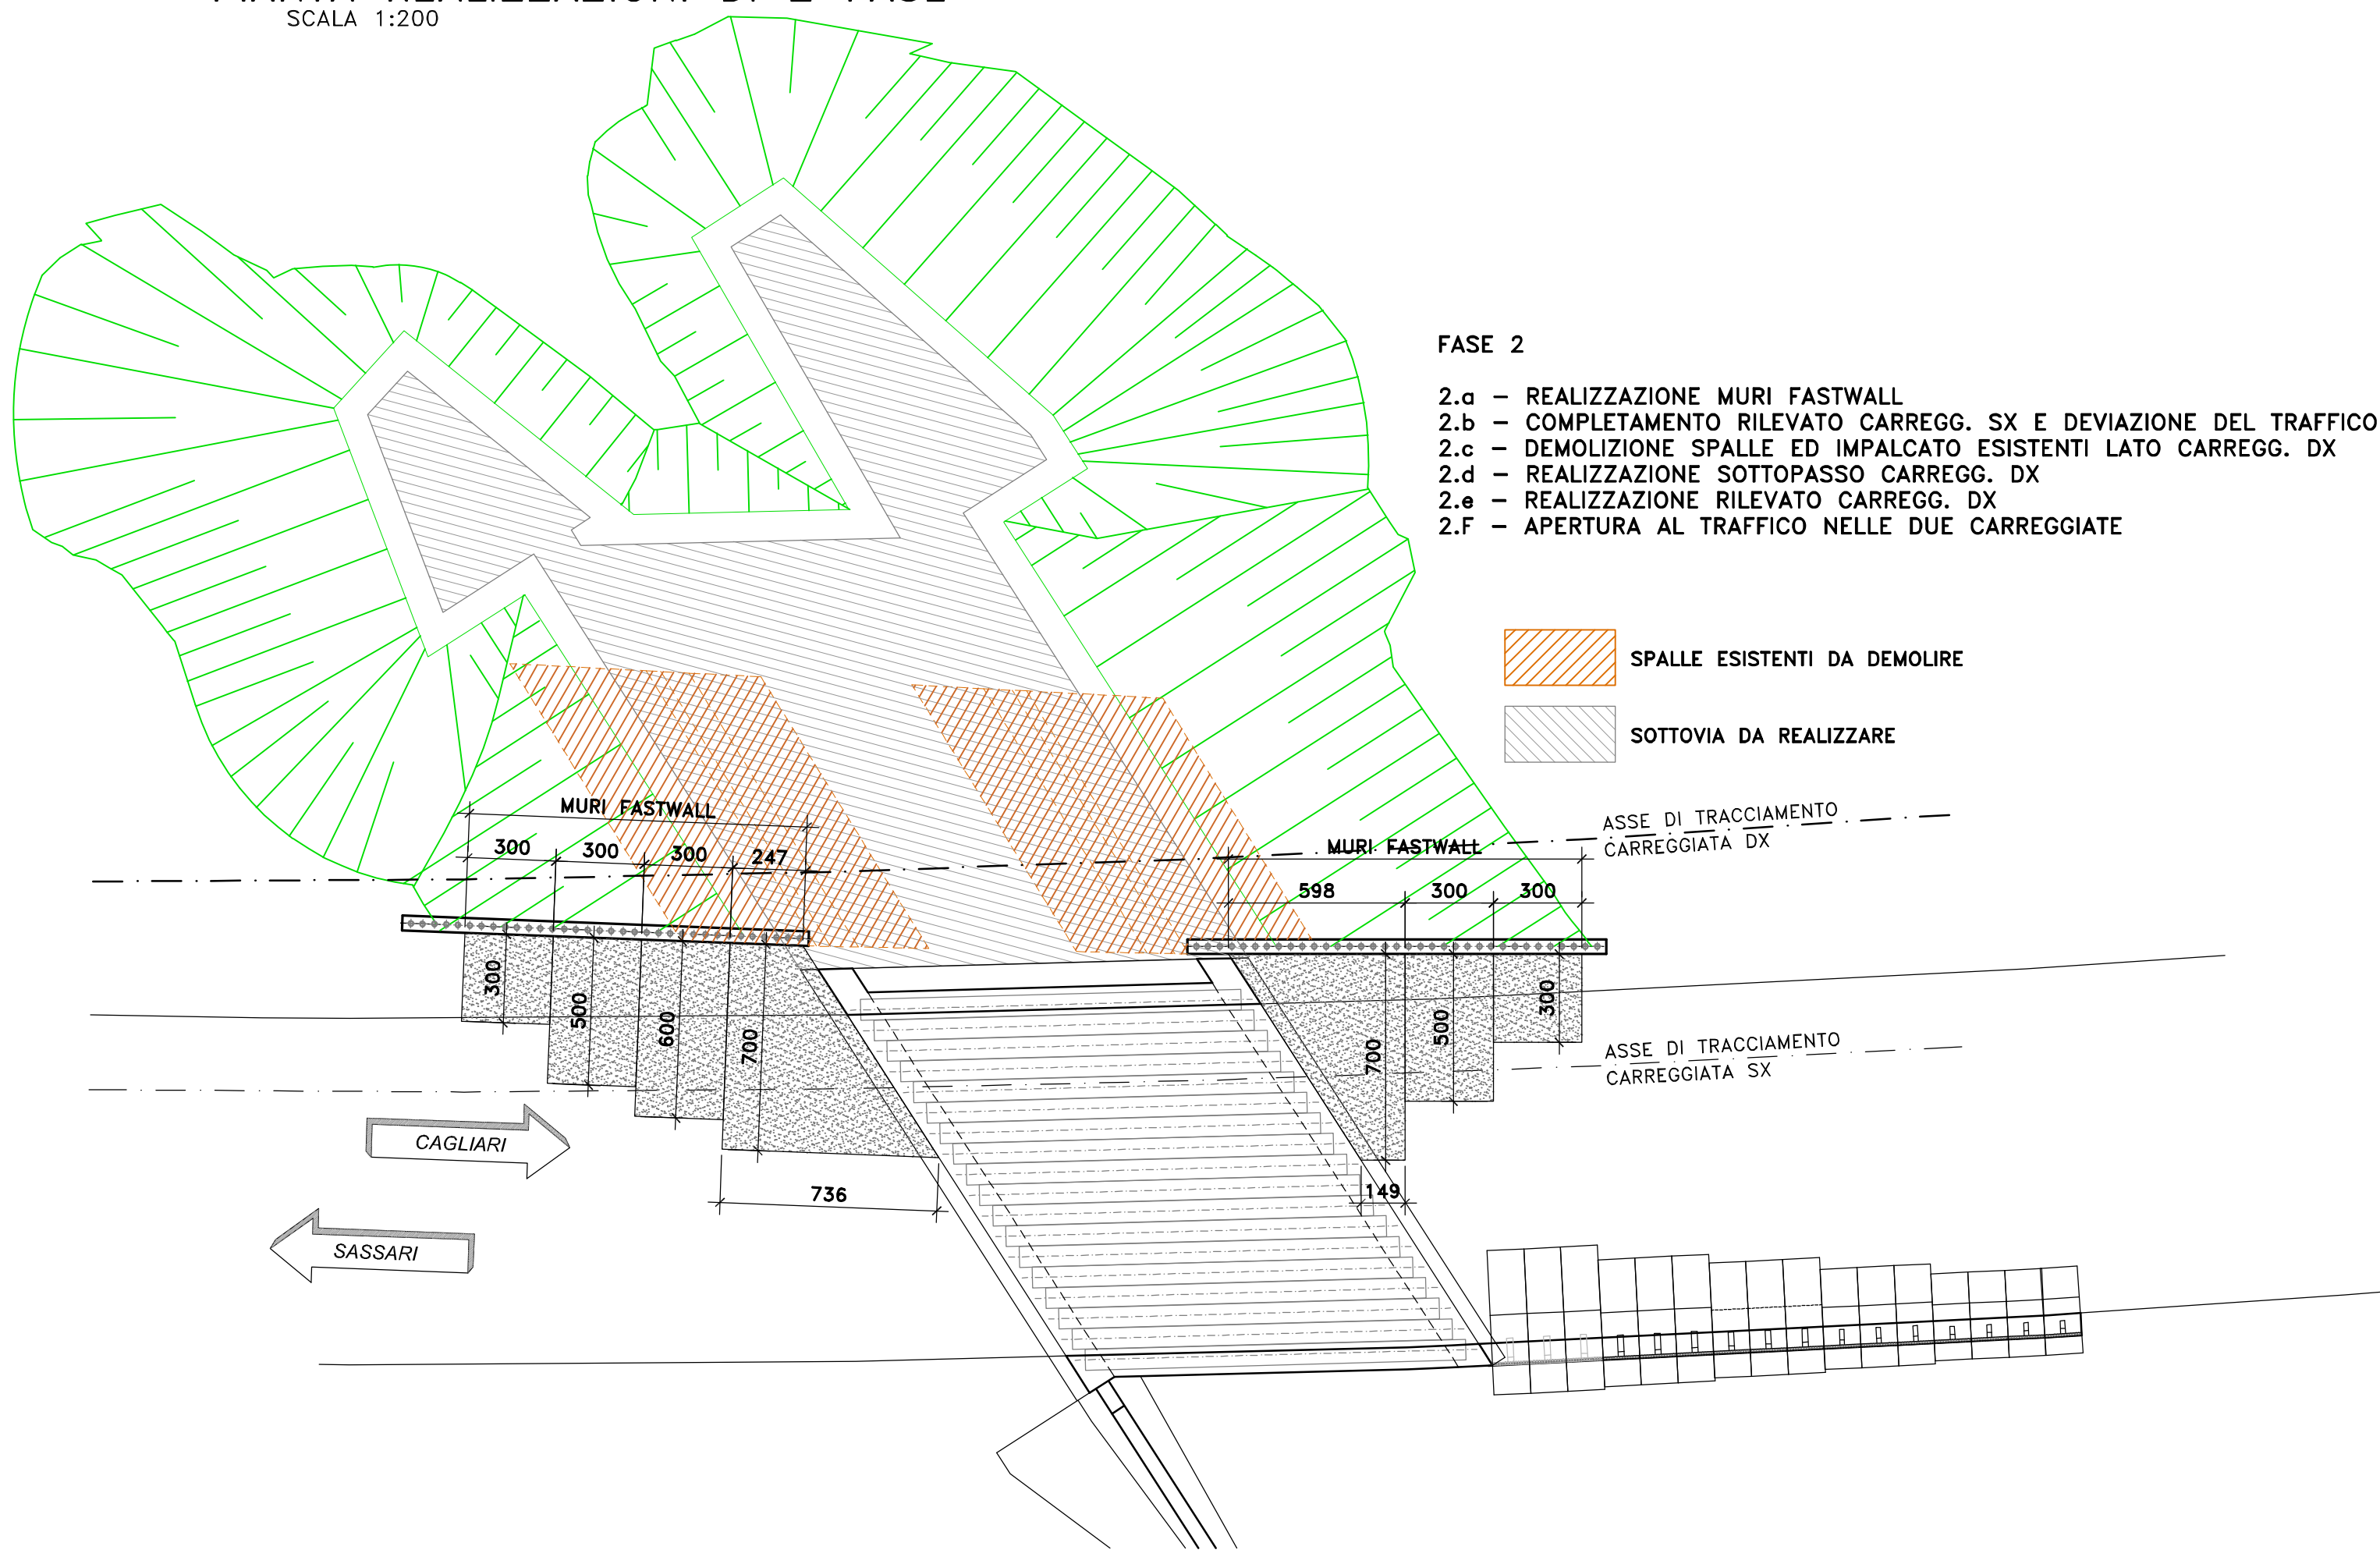 SCALA 1:200
FASE 2
2.a – REALIZZAZIONE MURI FASTWALL
2.b – COMPLETAMENTO RILEVATO CARREGG. SX E DEVIAZIONE DEL TRAFFICO
2.c – DEMOLIZIONE SPALLE ED IMPALCATO ESISTENTI LATO CARREGG. DX
2.d – REALIZZAZIONE SOTTOPASSO CARREGG. DX
2.e – REALIZZAZIONE RILEVATO CARREGG. DX
2.F – APERTURA AL TRAFFICO NELLE DUE CARREGGIATE
SPALLE ESISTENTI DA DEMOLIRE
SOTTOVIA DA REALIZZARE
MURI FASTWALL
300 300 300 247
ASSE DI TRACCIAMENTO
CARREGGIATA DX
MURI FASTWALL
598 300 300
300
500
600
700
700
500
300
ASSE DI TRACCIAMENTO
CARREGGIATA SX
CAGLIARI
736
149
SASSARI